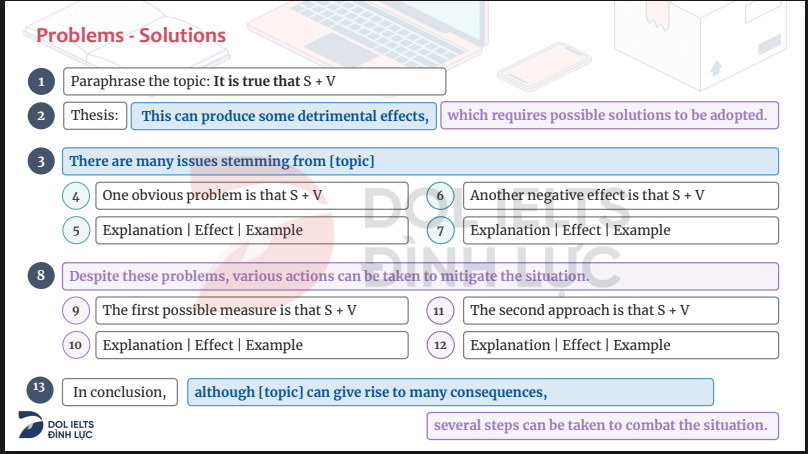 Problems - Solutions
1 Paraphrase the topic: It is true that S + V
2 Thesis: This can produce some detrimental effects, which requires possible solutions to be adopted.
3 There are many issues stemming from [topic]
4 One obvious problem is that S + V 6 Another negative effect is that S + V
5 Explanation | Effect | Example 7 Explanation | Effect | Example
DOL IELTS
ĐÌNH LỰC
8 Despite these problems, various actions can be taken to mitigate the situation.
9 The first possible measure is that S + V 11 The second approach is that S + V
10 Explanation | Effect | Example 12 Explanation | Effect | Example
13 In conclusion, although [topic] can give rise to many consequences,
several steps can be taken to combat the situation.
DOL IELTS
ĐÌNH LỰC